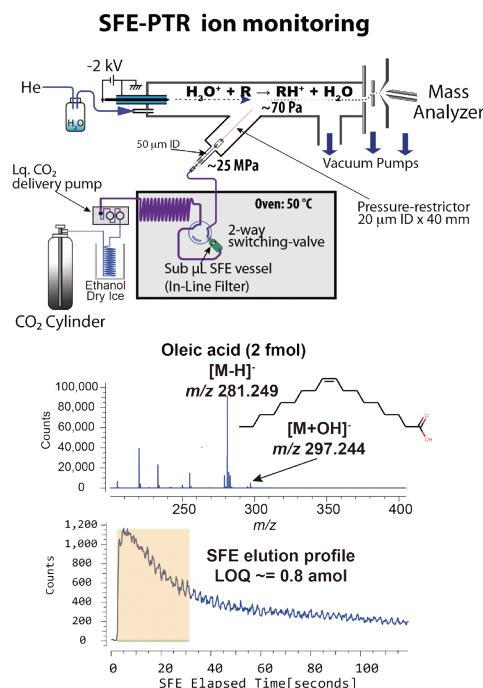 SFE-PTR ion monitoring
-2 kV
He
H₂O
H₂O⁺ + R → RH⁺ + H₂O
~70 Pa
Mass
Analyzer
50 μm ID
~25 MPa
Vacuum Pumps
Lq. CO₂
delivery pump
Oven: 50 °C
Pressure-restrictor
20 μm ID x 40 mm
2-way
switching-valve
Sub μL SFE vessel
(In-Line Filter)
Ethanol
Dry Ice
CO₂ Cylinder
Oleic acid (2 fmol)
[M-H]⁻
m/z 281.249
[M+OH]⁻
m/z 297.244
O
OH
Counts
100,000
80,000
60,000
40,000
20,000
0
250
300
350
400
m/z
SFE elution profile
LOQ ~= 0.8 amol
Counts
1,200
1,000
800
600
400
200
0
0
20
40
60
80
100
SFE Elapsed Time[seconds]